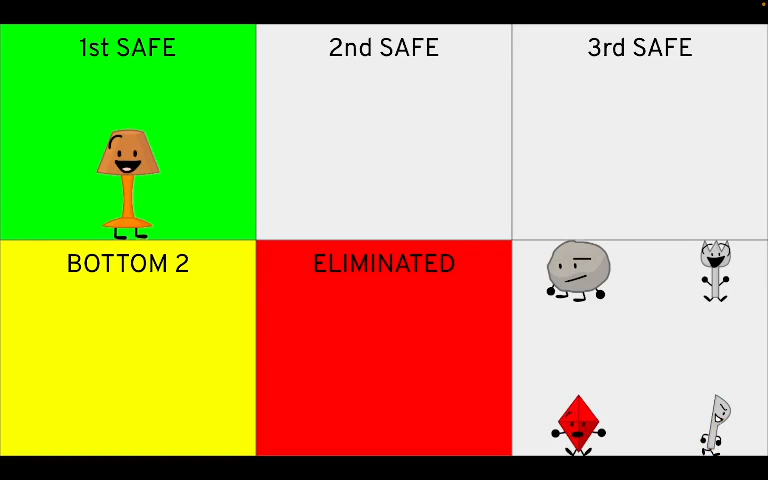 1st SAFE
2nd SAFE
3rd SAFE
BOTTOM 2
ELIMINATED